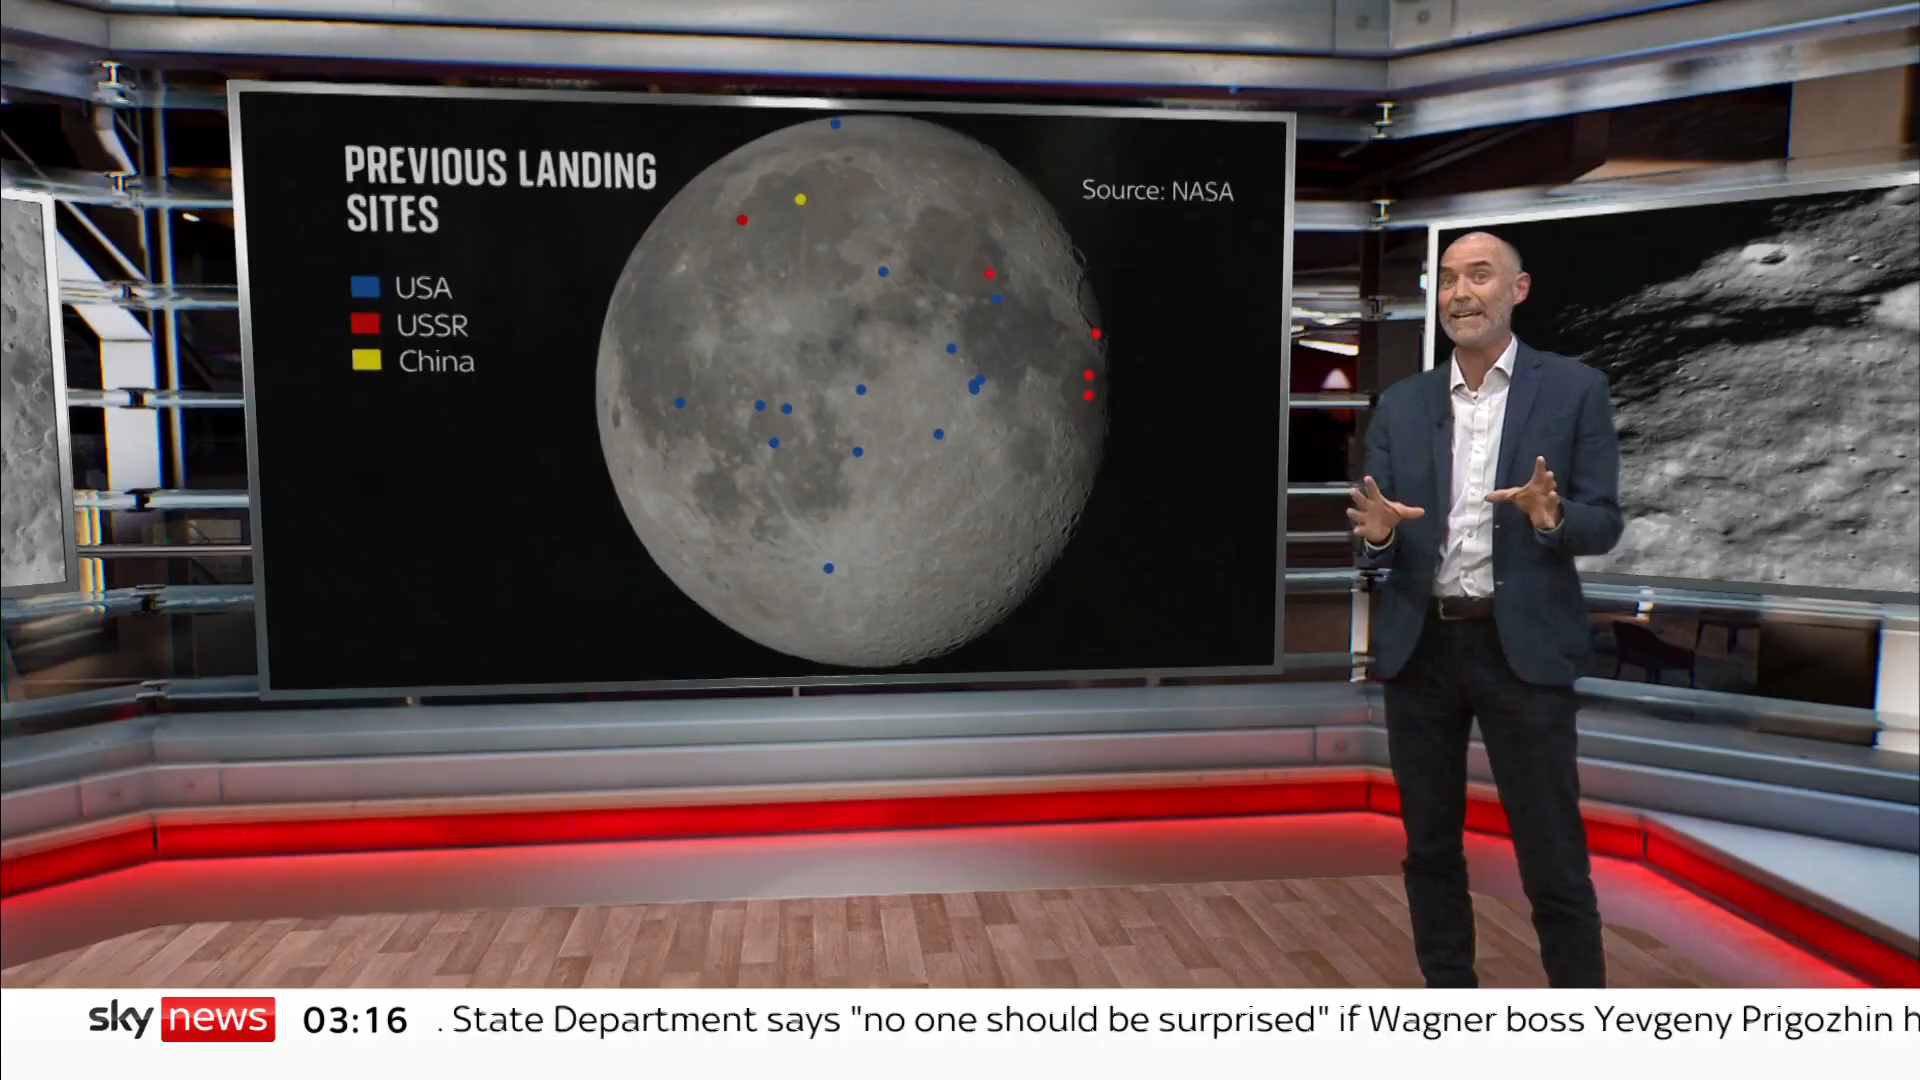 PREVIOUS LANDING
SITES
Source: NASA
USA
USSR
China
sky news 03:16 . State Department says "no one should be surprised" if Wagner boss Yevgeny Prigozhin h